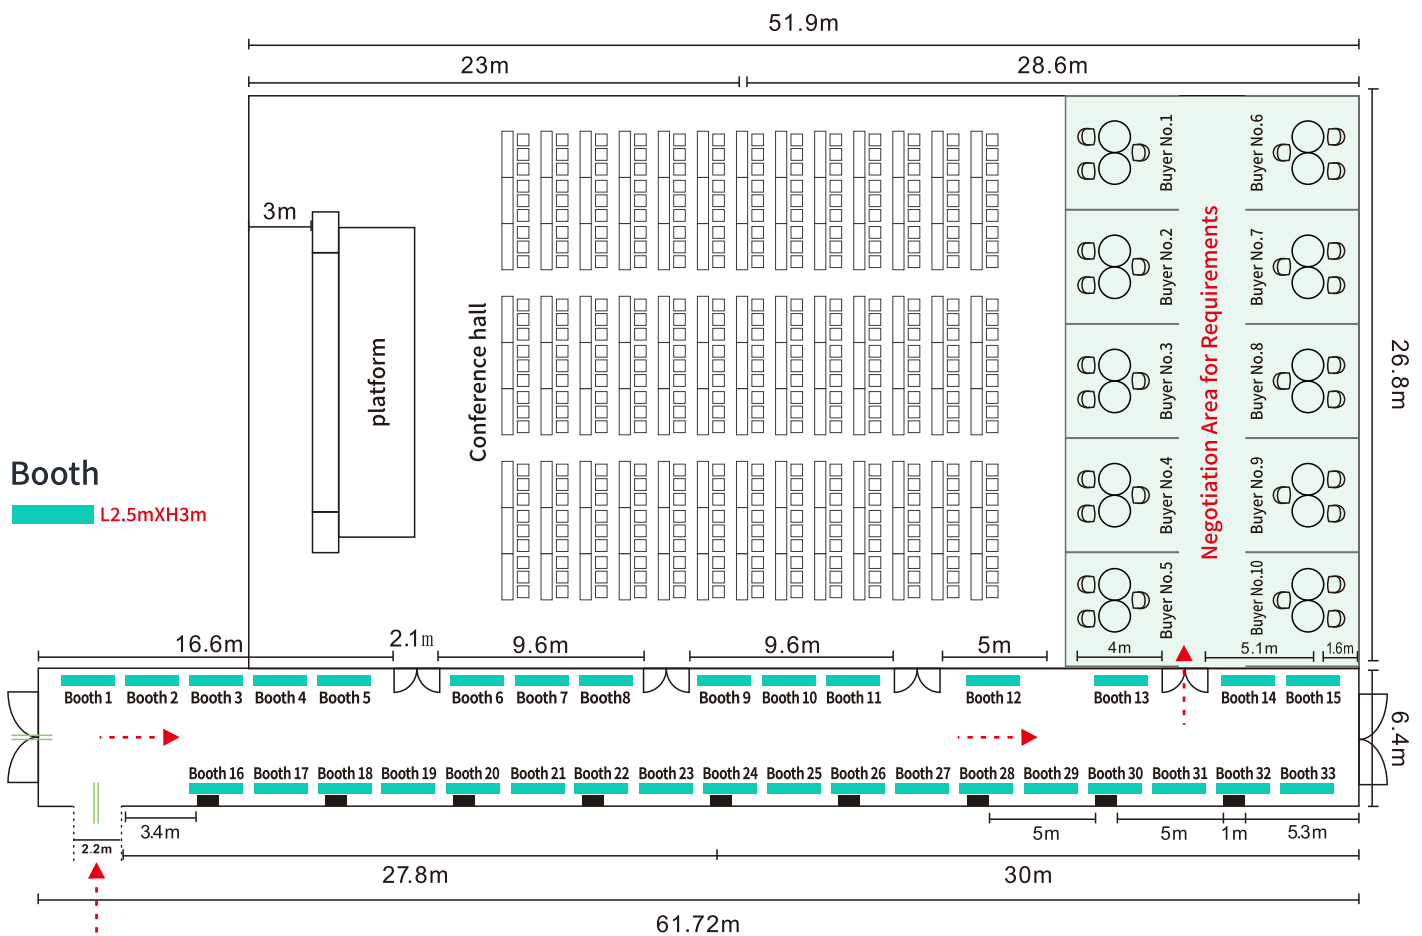 51.9m
23m
28.6m
3m
platform
Conference hall
Buyer No.1
Buyer No.2
Buyer No.3
Buyer No.4
Buyer No.5
Negotiation Area for Requirements
Buyer No.6
Buyer No.7
Buyer No.8
Buyer No.9
Buyer No.10
26.8m
Booth
L2.5mXH3m
16.6m
2.1m
9.6m
9.6m
5m
4m
5.1m
1.6m
Booth 1
Booth 2
Booth 3
Booth 4
Booth 5
Booth 6
Booth 7
Booth8
Booth 9
Booth 10
Booth 11
Booth 12
Booth 13
Booth 14
Booth 15
6.4m
Booth 16
Booth 17
Booth 18
Booth 19
Booth 20
Booth 21
Booth 22
Booth 23
Booth 24
Booth 25
Booth 26
Booth 27
Booth 28
Booth 29
Booth 30
Booth 31
Booth 32
Booth 33
3.4m
5m
5m
1m
5.3m
2.2m
27.8m
30m
61.72m